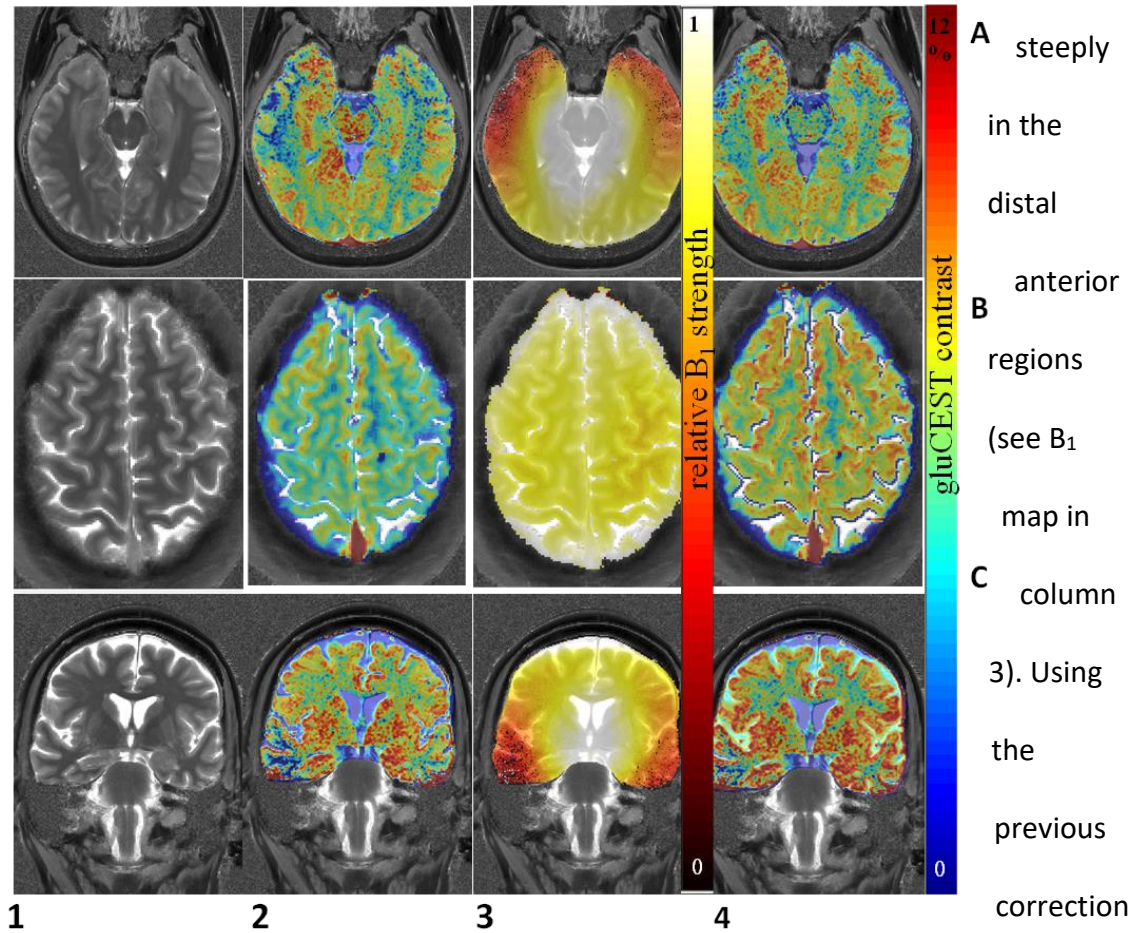 1
relative B₁ strength
0
12
%
gluCEST contrast
0
A
steeply
in the
distal
anterior
B
regions
(see B₁
map in
C
column
3). Using
the
previous
correction
1 2 3 4